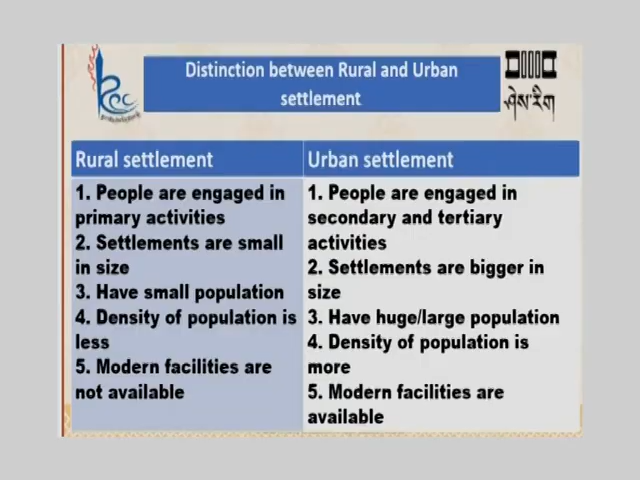 Distinction between Rural and Urban
settlement
ཤེས་རིག
Rural settlement
1. People are engaged in
primary activities
2. Settlements are small
in size
3. Have small population
4. Density of population is
less
5. Modern facilities are
not available
Urban settlement
1. People are engaged in
secondary and tertiary
activities
2. Settlements are bigger in
size
3. Have huge/large population
4. Density of population is
more
5. Modern facilities are
available